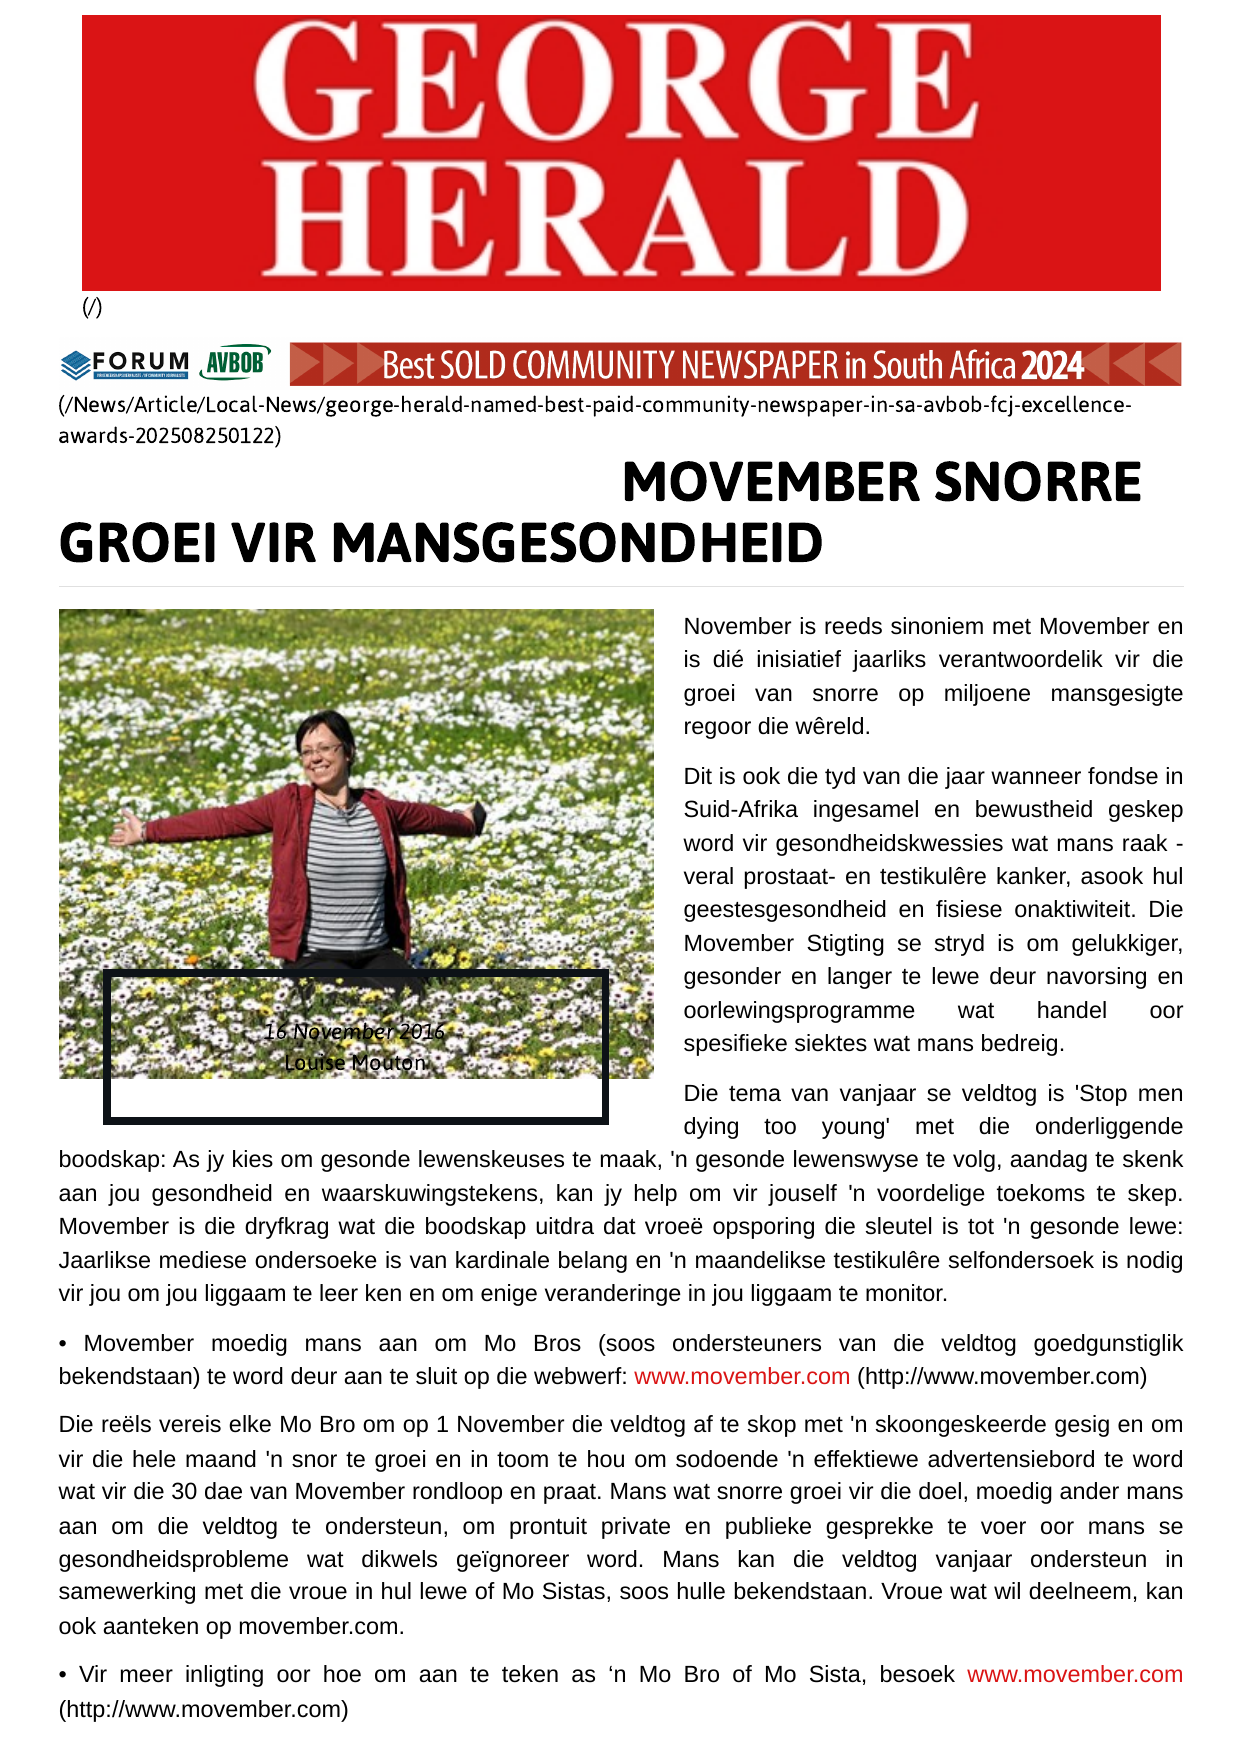 GEORGE
HERALD
(/)
FORUM AVBOB Best SOLD COMMUNITY NEWSPAPER in South Africa 2024
(/News/Article/Local-News/george-herald-named-best-paid-community-newspaper-in-sa-avbob-fcj-excellence-
awards-202508250122)
MOVEMBER SNORRE
GROEI VIR MANSGESONDHEID
16 November 2016
Louise Mouton
November is reeds sinoniem met Movember en
is dié inisiatief jaarliks verantwoordelik vir die
groei van snorre op miljoene mansgesigte
regoor die wêreld.
Dit is ook die tyd van die jaar wanneer fondse in
Suid-Afrika ingesamel en bewustheid geskep
word vir gesondheidskwessies wat mans raak -
veral prostaat- en testikulêre kanker, asook hul
geestesgesondheid en fisiese onaktiwiteit. Die
Movember Stigting se stryd is om gelukkiger,
gesonder en langer te lewe deur navorsing en
oorlewingsprogramme wat handel oor
spesifieke siektes wat mans bedreig.
Die tema van vanjaar se veldtog is 'Stop men
dying too young' met die onderliggende
boodskap: As jy kies om gesonde lewenskeuses te maak, 'n gesonde lewenswyse te volg, aandag te skenk
aan jou gesondheid en waarskuwingstekens, kan jy help om vir jouself 'n voordelige toekoms te skep.
Movember is die dryfkrag wat die boodskap uitdra dat vroeë opsporing die sleutel is tot 'n gesonde lewe:
Jaarlikse mediese ondersoeke is van kardinale belang en 'n maandelikse testikulêre selfondersoek is nodig
vir jou om jou liggaam te leer ken en om enige veranderinge in jou liggaam te monitor.
• Movember moedig mans aan om Mo Bros (soos ondersteuners van die veldtog goedgunstiglik
bekendstaan) te word deur aan te sluit op die webwerf: www.movember.com (http://www.movember.com)
Die reëls vereis elke Mo Bro om op 1 November die veldtog af te skop met 'n skoongeskeerde gesig en om
vir die hele maand 'n snor te groei en in toom te hou om sodoende 'n effektiewe advertensiebord te word
wat vir die 30 dae van Movember rondloop en praat. Mans wat snorre groei vir die doel, moedig ander mans
aan om die veldtog te ondersteun, om prontuit private en publieke gesprekke te voer oor mans se
gesondheidsprobleme wat dikwels geïgnoreer word. Mans kan die veldtog vanjaar ondersteun in
samewerking met die vroue in hul lewe of Mo Sistas, soos hulle bekendstaan. Vroue wat wil deelneem, kan
ook aanteken op movember.com.
• Vir meer inligting oor hoe om aan te teken as ‘n Mo Bro of Mo Sista, besoek www.movember.com
(http://www.movember.com)